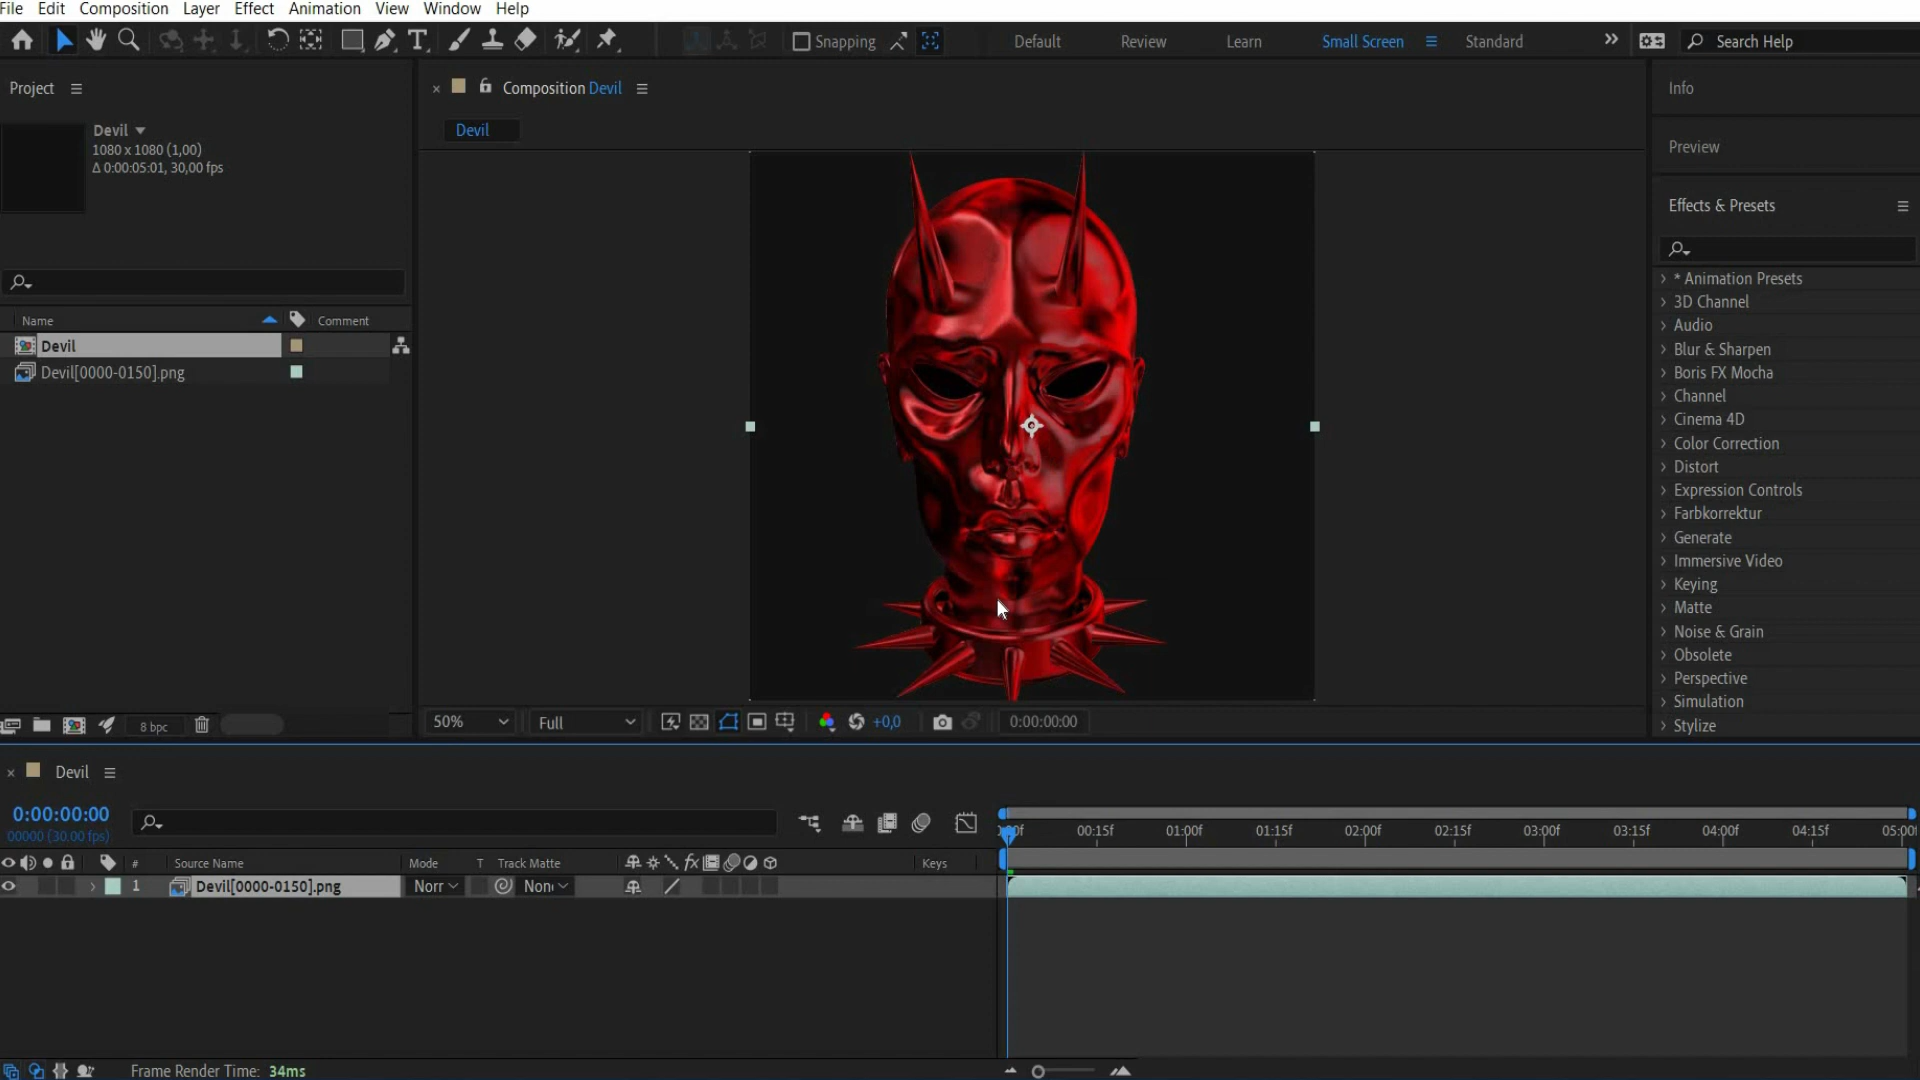 File Edit Composition Layer Effect Animation View Window Help
Snapping Default Review Learn Small Screen Standard Search Help
Project
Devil
1080 x 1080 (1,00)
Δ 0:00:05:01, 30,00 fps
Name Comment
Devil
Devil[0000-0150].png
8 bpc
Composition Devil
Devil
50% Full +0,0 0:00:00:00
Info
Preview
Effects & Presets
* Animation Presets
3D Channel
Audio
Blur & Sharpen
Boris FX Mocha
Channel
Cinema 4D
Color Correction
Distort
Expression Controls
Farbkorrektur
Generate
Immersive Video
Keying
Matte
Noise & Grain
Obsolete
Perspective
Simulation
Stylize
Devil
0:00:00:00
00000 (30.00 fps)
00:15f 01:00f 01:15f 02:00f 02:15f 03:00f 03:15f 04:00f 04:15f 05:00f
# Source Name Mode T Track Matte fx Keys
1 Devil[0000-0150].png Norr Non
Frame Render Time: 34ms